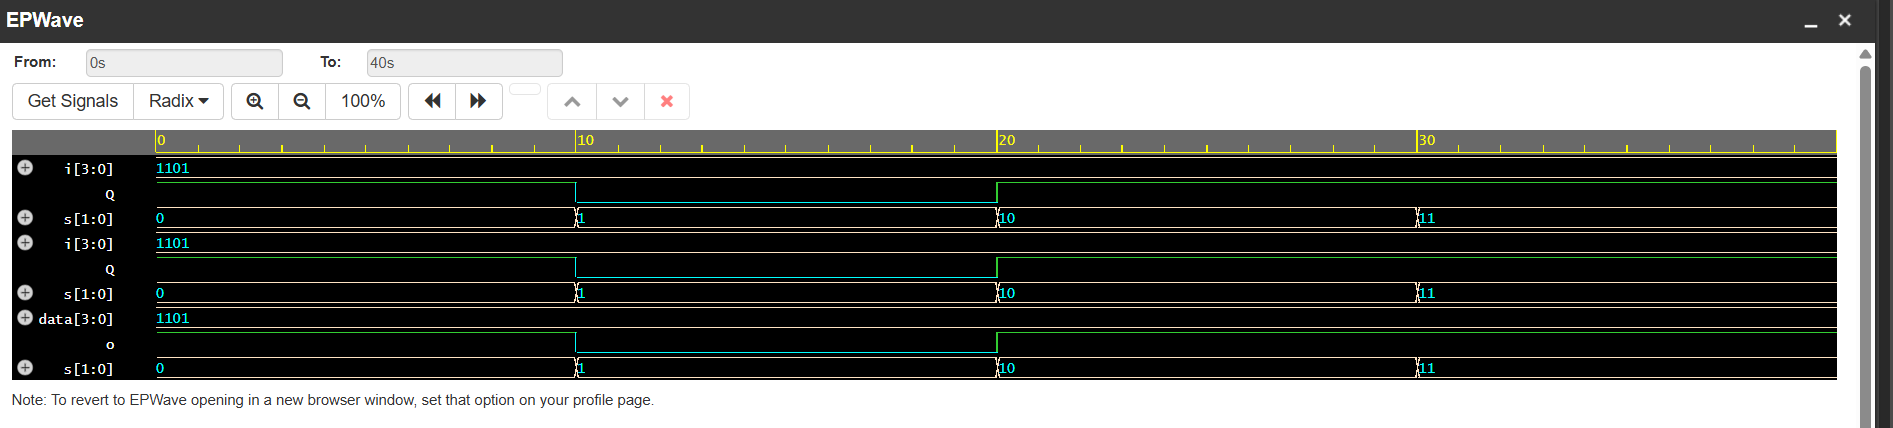 EPWave
From: 0s To: 40s
Get Signals Radix 100%
0 10 20 30
i[3:0] 1101
Q
s[1:0] 0 1 10 11
i[3:0] 1101
Q
s[1:0] 0 1 10 11
data[3:0] 1101
o
s[1:0] 0 1 10 11
Note: To revert to EPWave opening in a new browser window, set that option on your profile page.